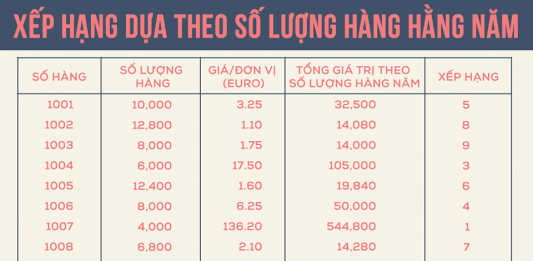 XẾP HẠNG DỰA THEO SỐ LƯỢNG HÀNG HẰNG NĂM
SỐ HÀNG | SỐ LƯỢNG HÀNG | GIÁ/ĐƠN VỊ (EURO) | TỔNG GIÁ TRỊ THEO SỐ LƯỢNG HÀNG NĂM | XẾP HẠNG
1001 10,000 3.25 32,500 5
1002 12,800 1.10 14,080 8
1003 8,000 1.75 14,000 9
1004 6,000 17.50 105,000 3
1005 12,400 1.60 19,840 6
1006 8,000 6.25 50,000 4
1007 4,000 136.20 544,800 1
1008 6,800 2.10 14,280 7